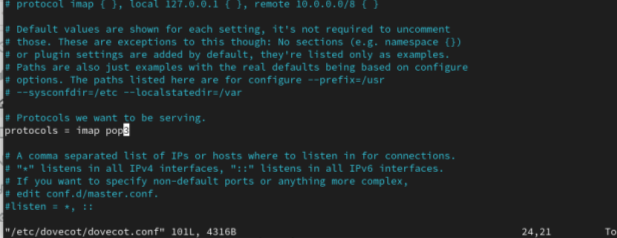 # protocol imap { }, local 127.0.0.1 { }, remote 10.0.0.0/8 { }
# Default values are shown for each setting, it's not required to uncomment
# those. These are exceptions to this though: No sections (e.g. namespace {})
# or plugin settings are added by default, they're listed only as examples.
# Paths are also just examples with the real defaults being based on configure
# options. The paths listed here are for configure --prefix=/usr
# --sysconfdir=/etc --localstatedir=/var
# Protocols we want to be serving.
protocols = imap pop3
# A comma separated list of IPs or hosts where to listen in for connections.
# "*" listens in all IPv4 interfaces, "::" listens in all IPv6 interfaces.
# If you want to specify non-default ports or anything more complex,
# edit conf.d/master.conf.
#listen = *, ::
"/etc/dovecot/dovecot.conf" 101L, 4316B 24,21 To